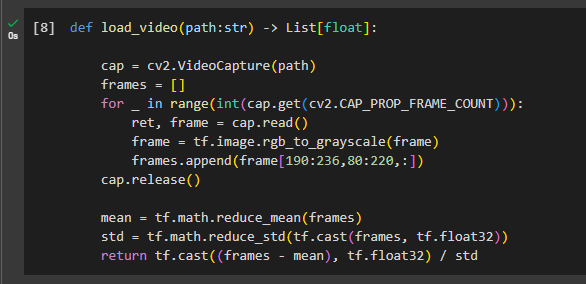 [8] def load_video(path:str) -> List[float]:
0s
cap = cv2.VideoCapture(path)
frames = []
for _ in range(int(cap.get(cv2.CAP_PROP_FRAME_COUNT))):
ret, frame = cap.read()
frame = tf.image.rgb_to_grayscale(frame)
frames.append(frame[190:236,80:220,:])
cap.release()
mean = tf.math.reduce_mean(frames)
std = tf.math.reduce_std(tf.cast(frames, tf.float32))
return tf.cast((frames - mean), tf.float32) / std